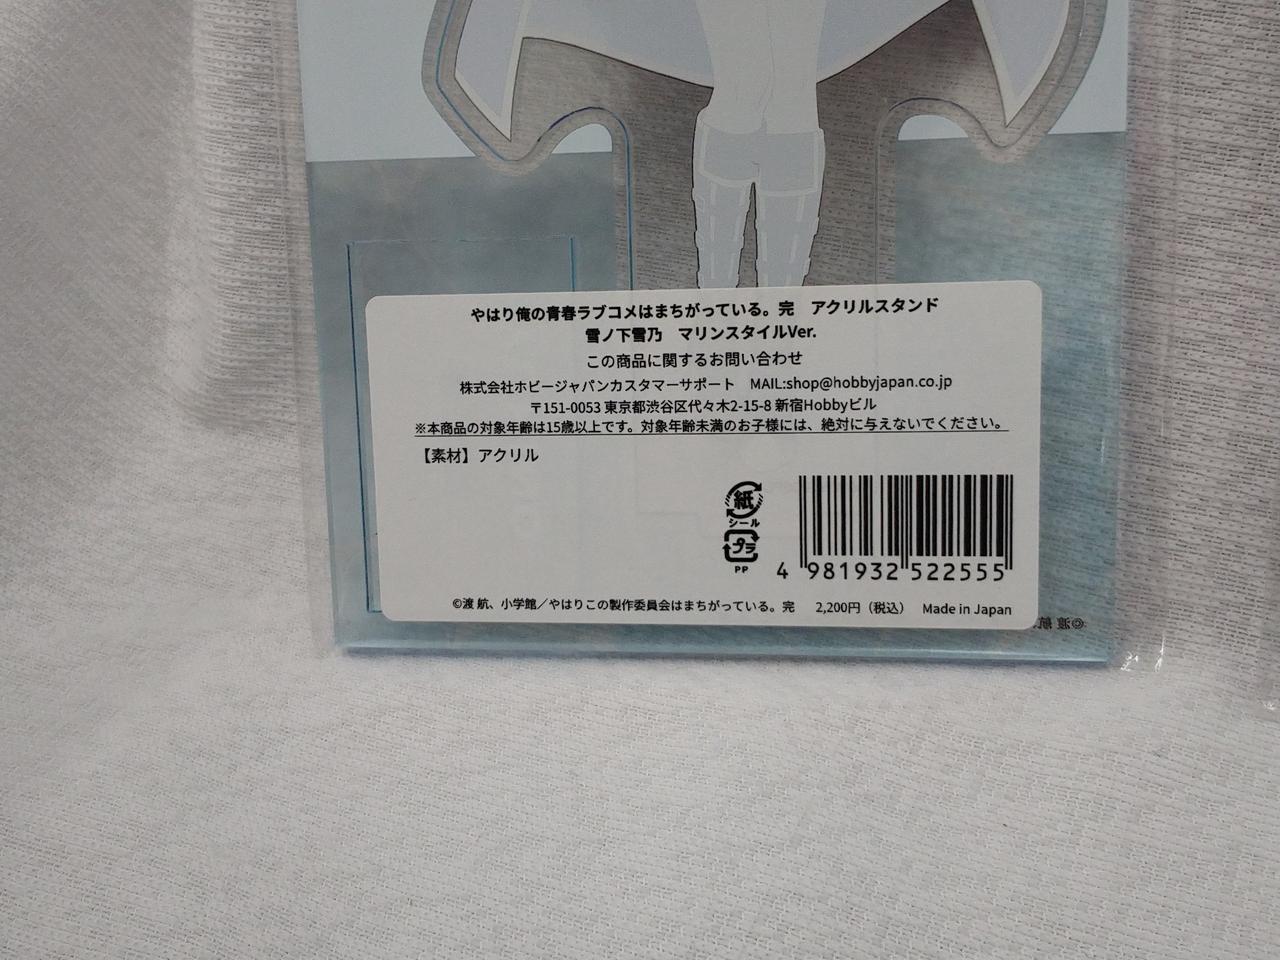 やはり俺の青春ラブコメはまちがっている。完　アクリルスタンド
雪ノ下雪乃　マリンスタイルVer.
この商品に関するお問い合わせ
株式会社ホビージャパンカスタマーサポート　MAIL:shop@hobbyjapan.co.jp
〒151-0053 東京都渋谷区代々木2-15-8 新宿Hobbyビル
※本商品の対象年齢は15歳以上です。対象年齢未満のお子様には、絶対に与えないでください。
【素材】アクリル
紙
シール
プラ
PP
4 981932 522555
©渡 航、小学館／やはりこの製作委員会はまちがっている。完　2,200円（税込）　Made in Japan